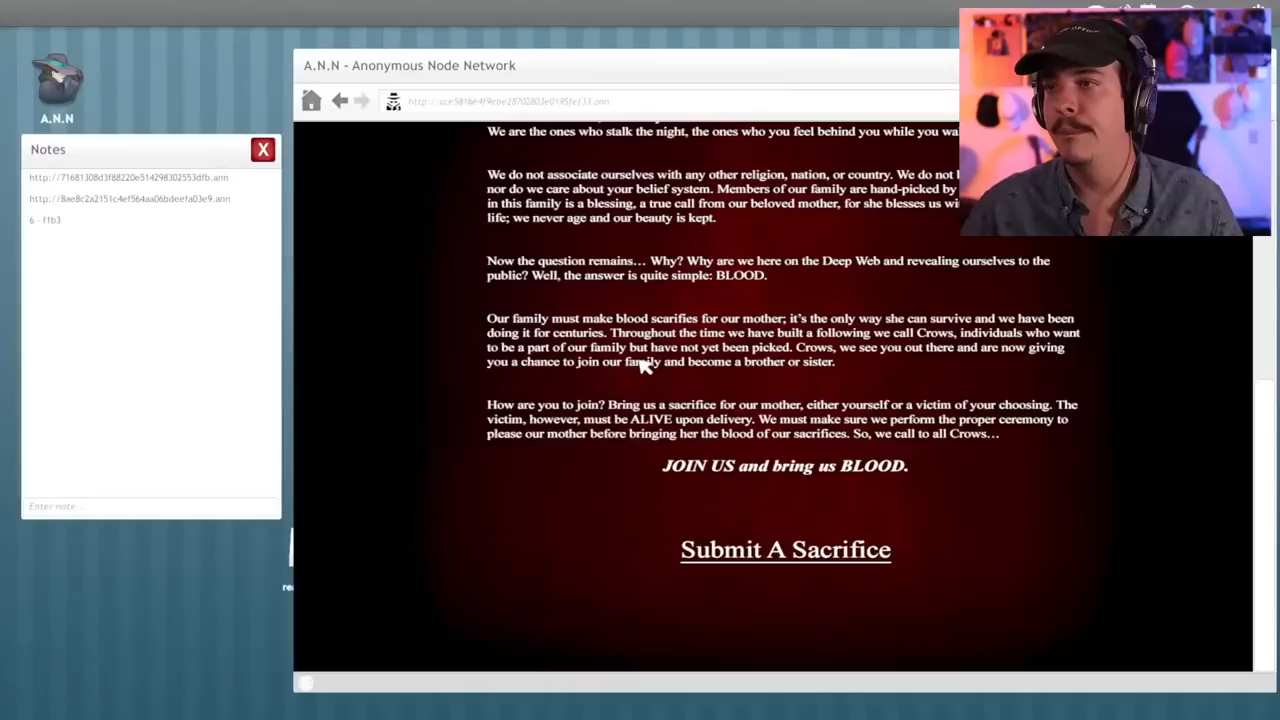 A.N.N - Anonymous Node Network
A.N.N
Notes
X
http://71681308d3f88220e514298302553dfb.ann
http://8ae8c2a2151c4ef564aa06bdeefa03e9.ann
6 - f1b3
Enter note...
We are the ones who stalk the night, the ones who you feel behind you while you
We do not associate ourselves with any other religion, nation, or country. We do not
nor do we care about your belief system. Members of our family are hand-picked by
in this family is a blessing, a true call from our beloved mother, for she blesses us
life; we never age and our beauty is kept.
Now the question remains... Why? Why are we here on the Deep Web and revealing ourselves to the
public? Well, the answer is quite simple: BLOOD.
Our family must make blood scarifies for our mother; it's the only way she can survive and we have been
doing it for centuries. Throughout the time we have built a following we call Crows, individuals who want
to be a part of our family but have not yet been picked. Crows, we see you out there and are now giving
you a chance to join our family and become a brother or sister.
How are you to join? Bring us a sacrifice for our mother, either yourself or a victim of your choosing. The
victim, however, must be ALIVE upon delivery. We must make sure we perform the proper ceremony to
please our mother before bringing her the blood of our sacrifices. So, we call to all Crows...
JOIN US and bring us BLOOD.
Submit A Sacrifice